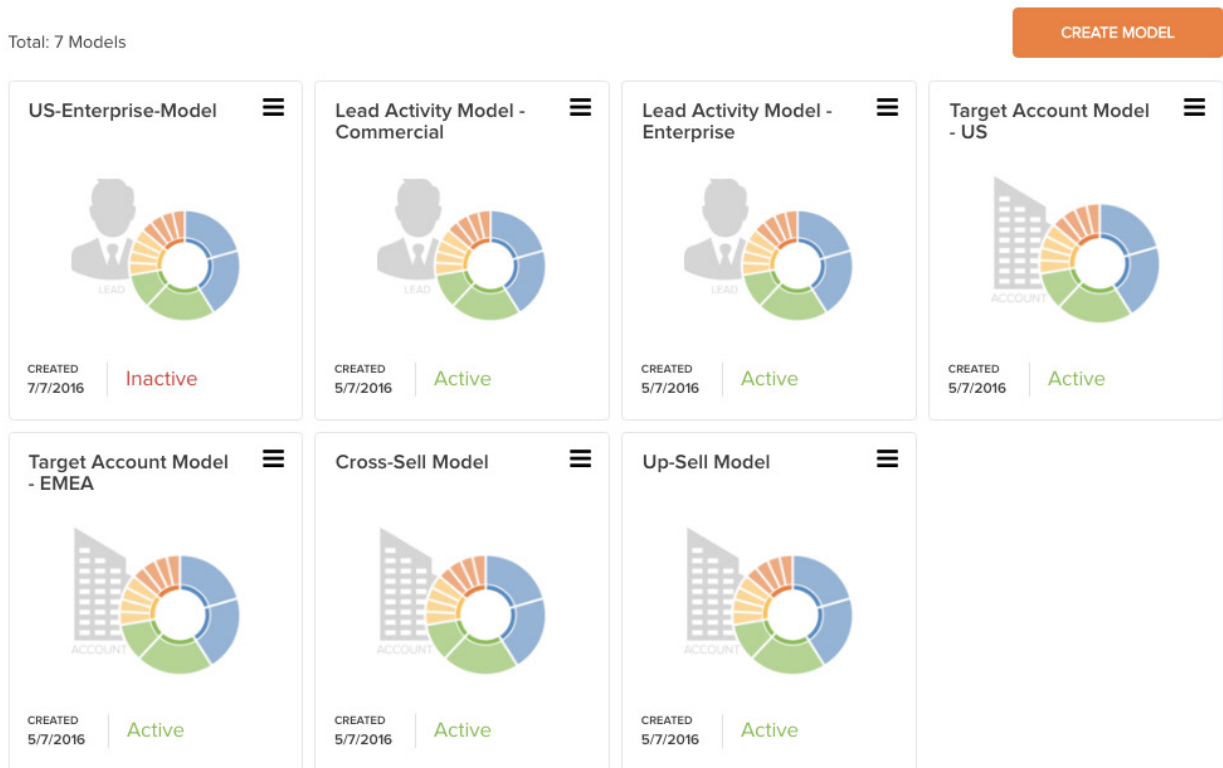 Total: 7 Models
CREATE MODEL
US-Enterprise-Model
LEAD
CREATED
7/7/2016
Inactive
Lead Activity Model -
Commercial
LEAD
CREATED
5/7/2016
Active
Lead Activity Model -
Enterprise
LEAD
CREATED
5/7/2016
Active
Target Account Model
- US
ACCOUNT
CREATED
5/7/2016
Active
Target Account Model
- EMEA
ACCOUNT
CREATED
5/7/2016
Active
Cross-Sell Model
ACCOUNT
CREATED
5/7/2016
Active
Up-Sell Model
ACCOUNT
CREATED
5/7/2016
Active